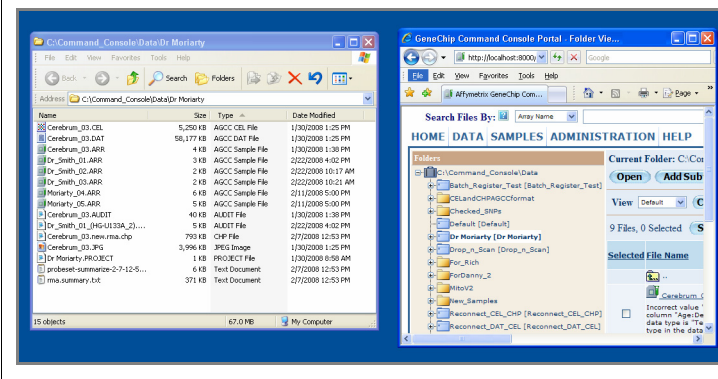 C:\Command_Console\Data\Dr Moriarty
File Edit View Favorites Tools Help
Back Search Folders
Address C:\Command_Console\Data\Dr Moriarty
Name Size Type Date Modified
Cerebrum_03.CEL 5,250 KB AGCC CEL File 1/30/2008 1:25 PM
Cerebrum_03.DAT 58,177 KB AGCC DAT File 1/30/2008 1:25 PM
Cerebrum_03.ARR 4 KB AGCC Sample File 1/30/2008 1:38 PM
Dr_Smith_01.ARR 3 KB AGCC Sample File 2/22/2008 4:02 PM
Dr_Smith_02.ARR 2 KB AGCC Sample File 2/22/2008 10:17 AM
Dr_Smith_03.ARR 2 KB AGCC Sample File 2/22/2008 10:21 AM
Moriarty_04.ARR 6 KB AGCC Sample File 2/11/2008 5:00 PM
Moriarty_05.ARR 5 KB AGCC Sample File 2/11/2008 5:00 PM
Cerebrum_03.AUDIT 40 KB AUDIT File 1/30/2008 1:38 PM
Dr_Smith_01_(HG-U133A_2).... 5 KB AUDIT File 2/22/2008 4:02 PM
Cerebrum_03.new.rma.chp 793 KB CHP File 2/7/2008 12:53 PM
Cerebrum_03.JPG 3,996 KB JPEG Image 1/30/2008 1:25 PM
Dr Moriarty.PROJECT 1 KB PROJECT File 1/30/2008 8:58 AM
probeset-summarize-2-7-12-5... 6 KB Text Document 2/7/2008 12:53 PM
rma.summary.txt 371 KB Text Document 2/7/2008 12:53 PM
15 objects 67.0 MB My Computer
GeneChip Command Console Portal - Folder Vie...
http://localhost:8000/ Google
File Edit View Favorites Tools Help
Affymetrix GeneChip Com... Page
Search Files By: Array Name
HOME DATA SAMPLES ADMINISTRATION HELP
Folders
C:\Command_Console\Data
Batch_Register_Test [Batch_Register_Test]
CELandCHPAGCCformat
Checked_SNPs
Default [Default]
Dr Moriarty [Dr Moriarty]
Drop_n_Scan [Drop_n_Scan]
For_Rich
ForDanny_2
MitoV2
New_Samples
Reconnect_CEL_CHP [Reconnect_CEL_CHP]
Reconnect_DAT_CEL [Reconnect_DAT_CEL]
Current Folder: C:\Con
Open Add Sub
View Default C
9 Files, 0 Selected S
Selected File Name
..
Cerebrum_0
Incorrect value
column "Age:De
data type is "Te
type in the data